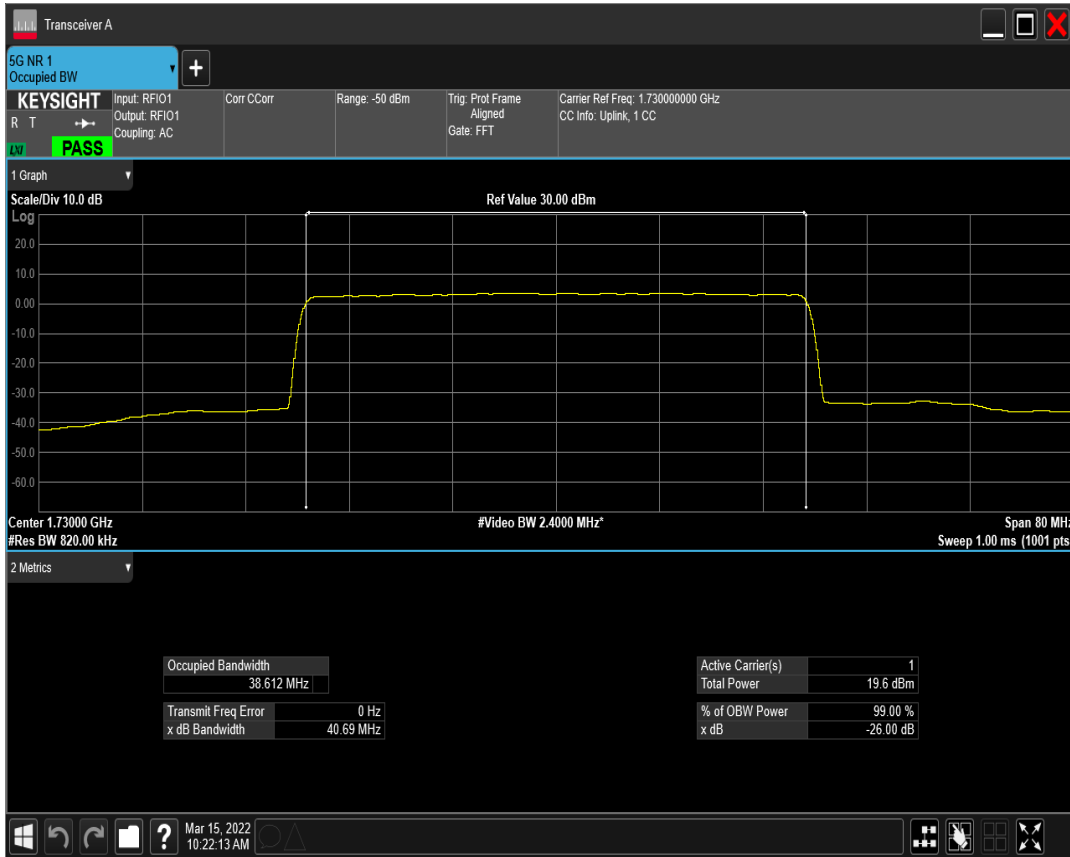 Transceiver A
5G NR 1
Occupied BW
KEYSIGHT
R T
LXI
PASS
Input: RFIO1
Output: RFIO1
Coupling: AC
Corr CCorr
Range: -50 dBm
Trig: Prot Frame
Aligned
Gate: FFT
Carrier Ref Freq: 1.730000000 GHz
CC Info: Uplink, 1 CC
1 Graph
Scale/Div 10.0 dB
Ref Value 30.00 dBm
Log
20.0
10.0
0.00
-10.0
-20.0
-30.0
-40.0
-50.0
-60.0
Center 1.73000 GHz
#Video BW 2.4000 MHz*
Span 80 MHz
#Res BW 820.00 kHz
Sweep 1.00 ms (1001 pts
2 Metrics
Occupied Bandwidth
38.612 MHz
Transmit Freq Error 0 Hz
x dB Bandwidth 40.69 MHz
Active Carrier(s) 1
Total Power 19.6 dBm
% of OBW Power 99.00 %
x dB -26.00 dB
?
Mar 15, 2022
10:22:13 AM